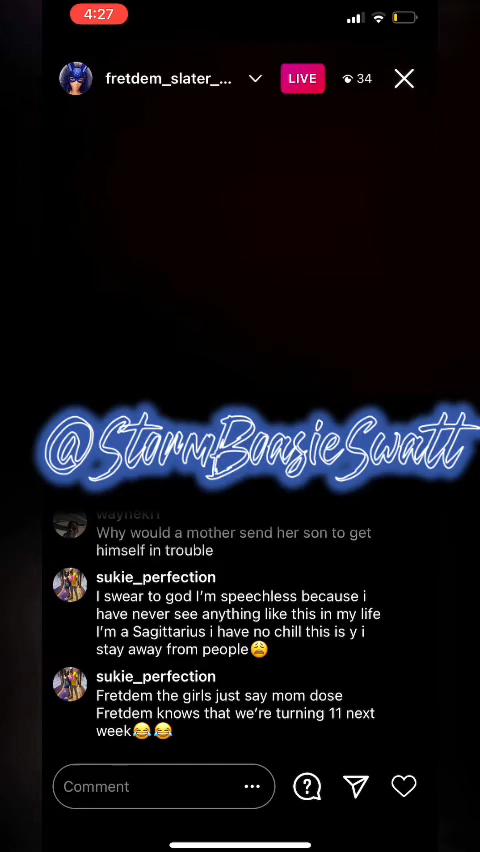 4:27
fretdem_slater_...
LIVE
34
@StormBoasieSwatt
Why would a mother send her son to get
himself in trouble
sukie_perfection
I swear to god I'm speechless because i
have never see anything like this in my life
I'm a Sagittarius i have no chill this is y i
stay away from people😩
sukie_perfection
Fretdem the girls just say mom dose
Fretdem knows that we're turning 11 next
week😂😂
Comment